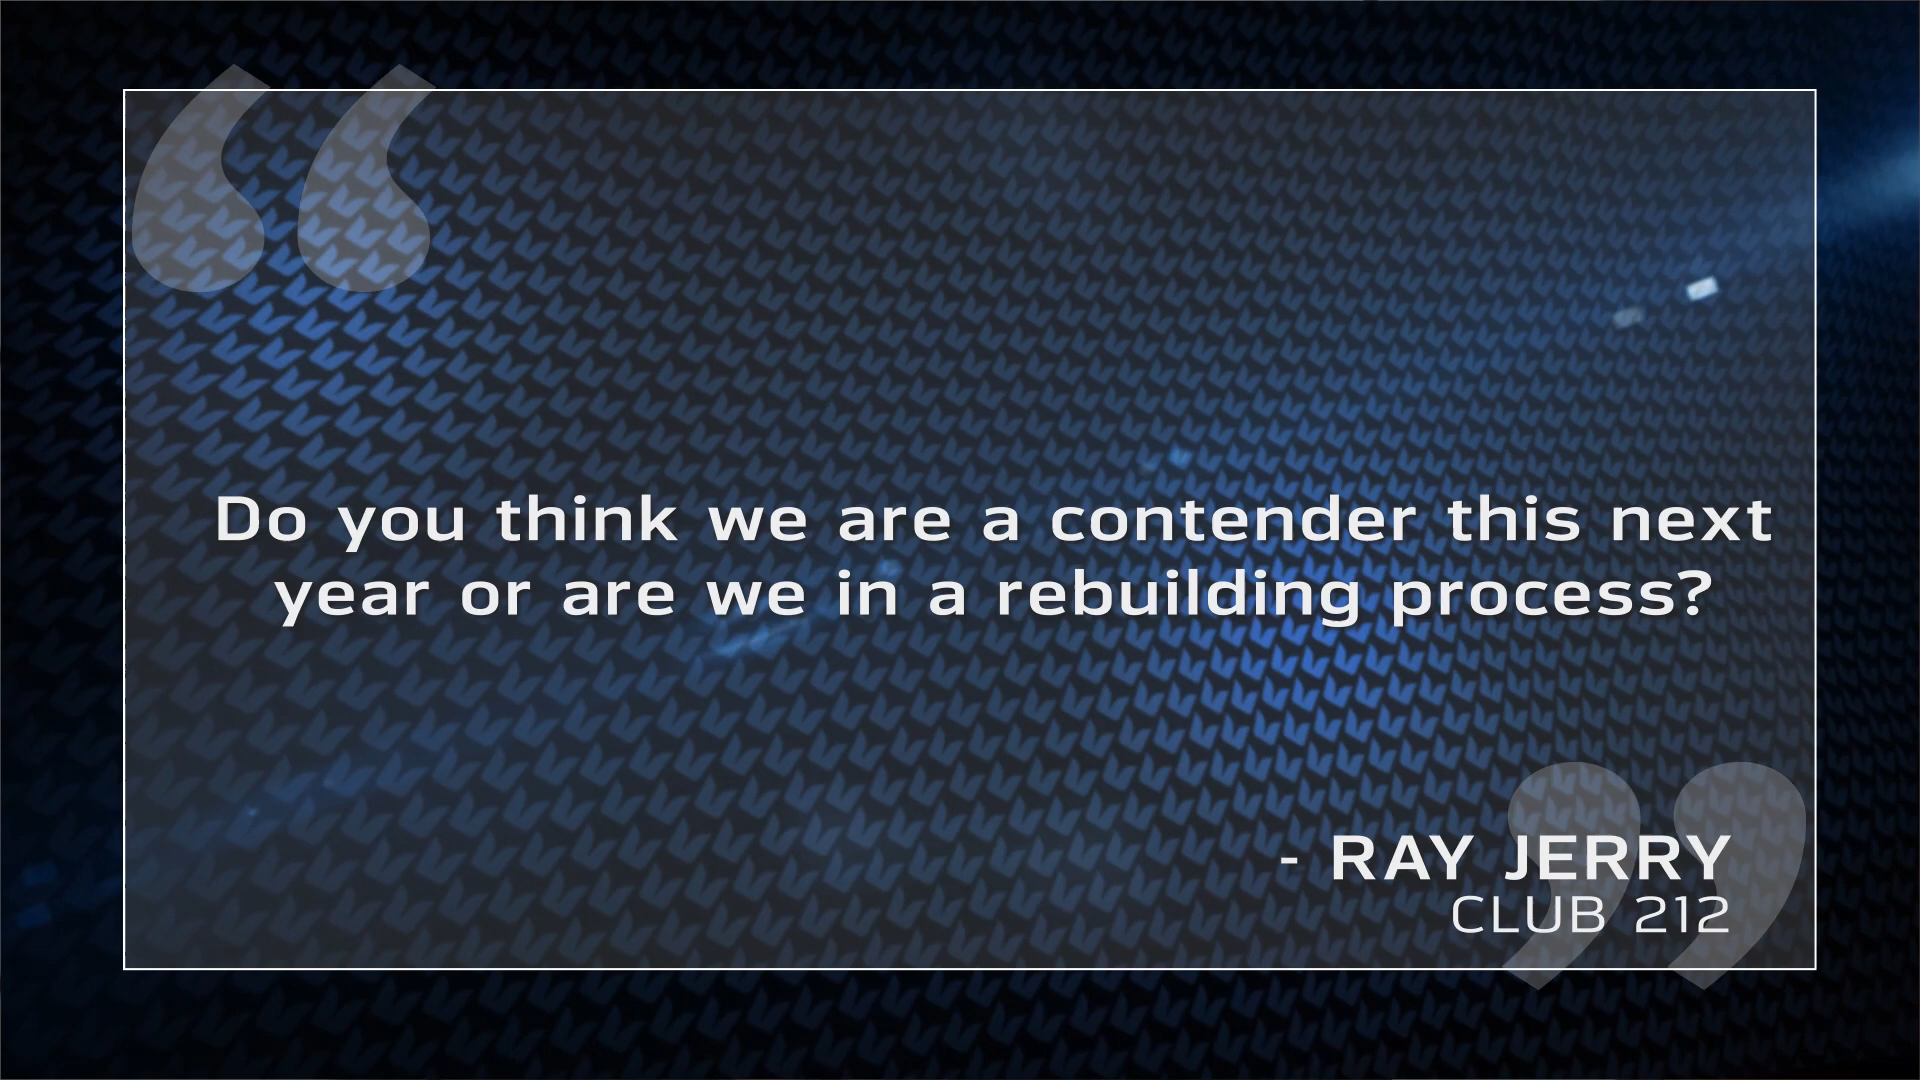 Do you think we are a contender this next
year or are we in a rebuilding process?
- RAY JERRY
CLUB 212